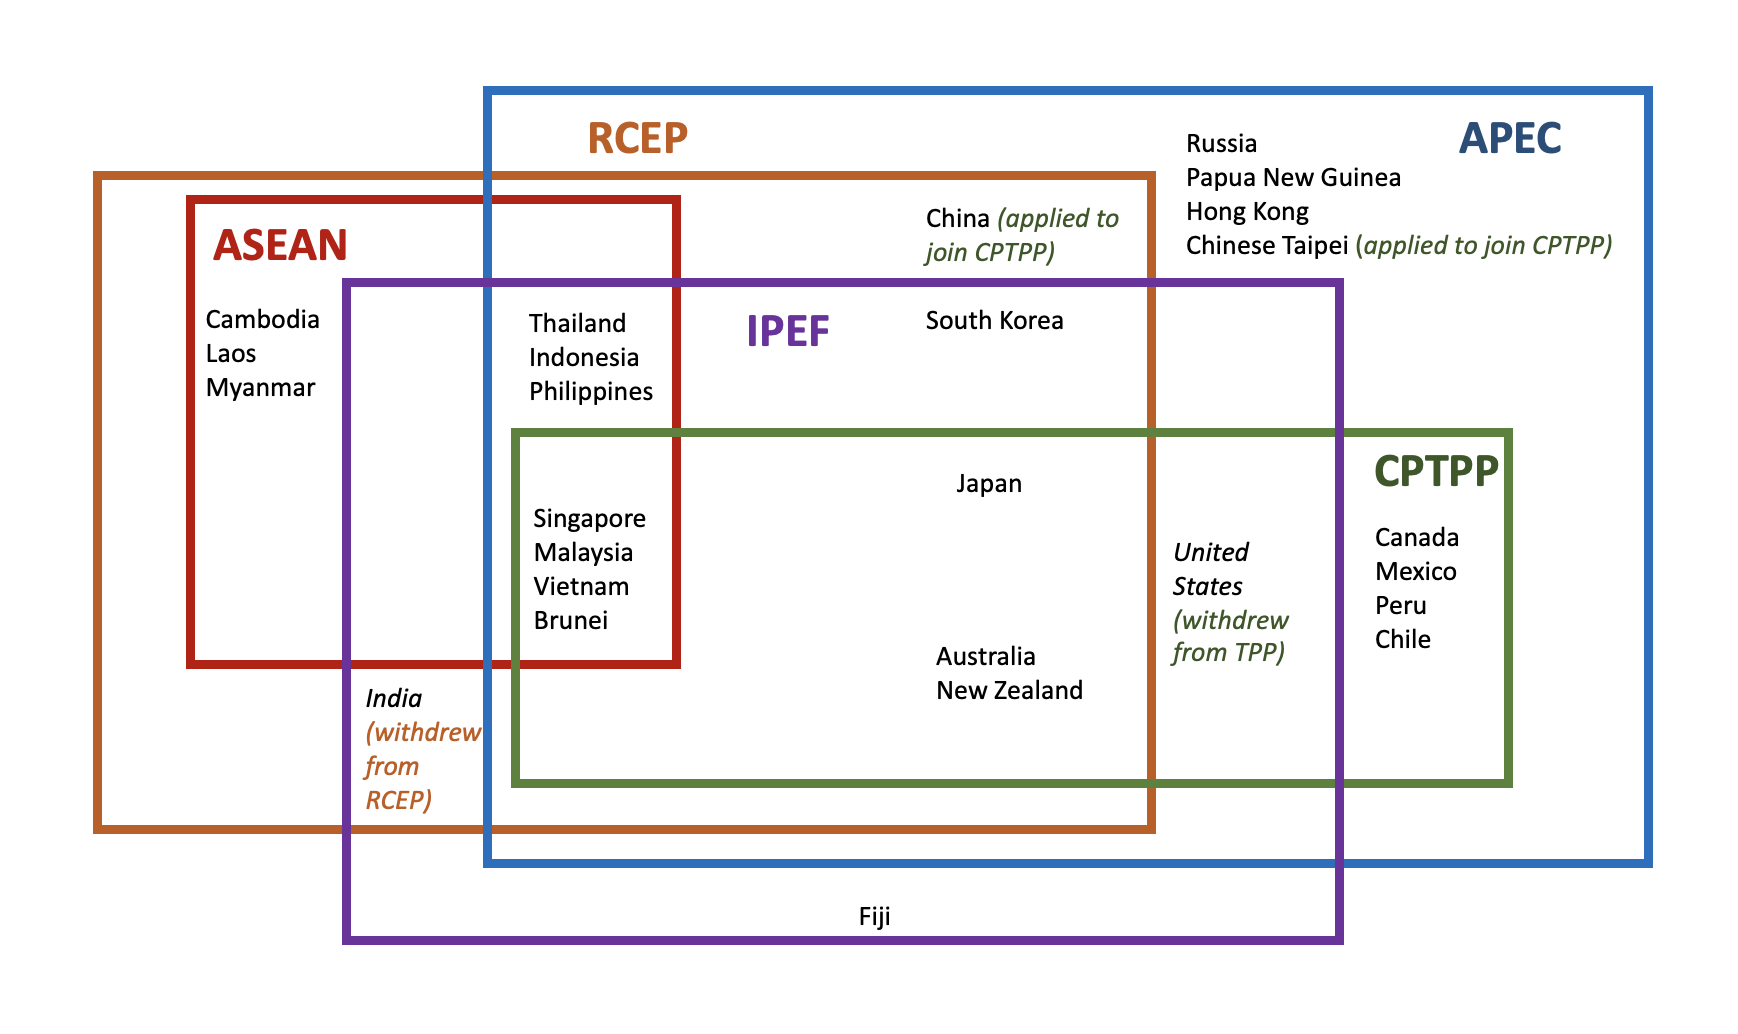 RCEP
APEC
Russia
Papua New Guinea
Hong Kong
Chinese Taipei (applied to join CPTPP)
China (applied to
join CPTPP)
ASEAN
Cambodia
Laos
Myanmar
Thailand
Indonesia
Philippines
IPEF
South Korea
CPTPP
Japan
Singapore
Malaysia
Vietnam
Brunei
United
States
(withdrew
from TPP)
Canada
Mexico
Peru
Chile
Australia
New Zealand
India
(withdrew
from
RCEP)
Fiji